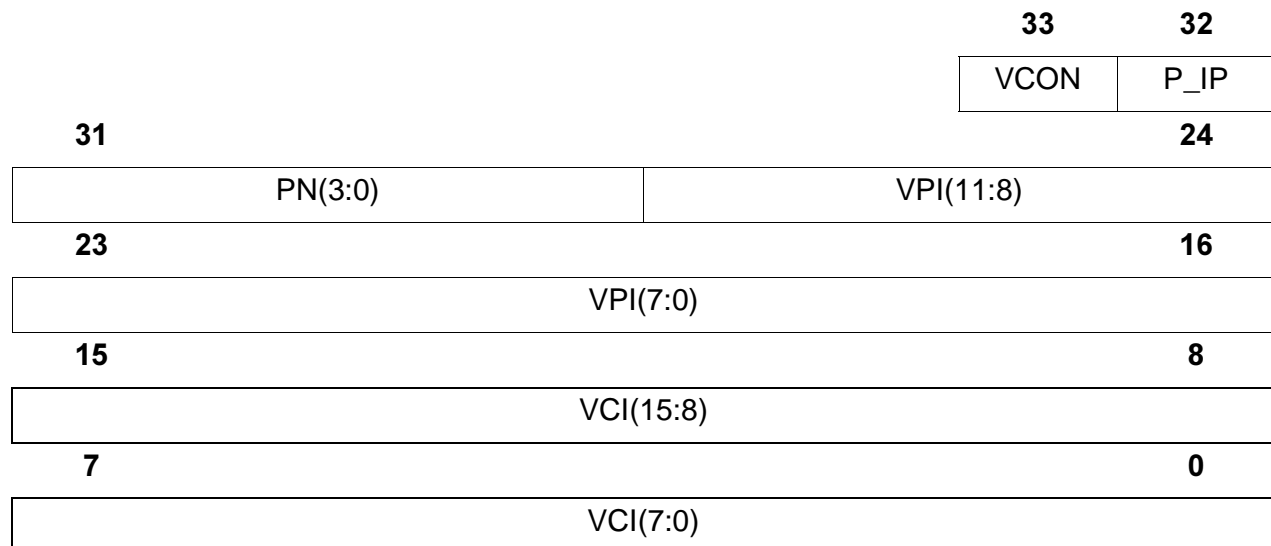 33 32
VCON P_IP
31 24
PN(3:0) VPI(11:8)
23 16
VPI(7:0)
15 8
VCI(15:8)
7 0
VCI(7:0)